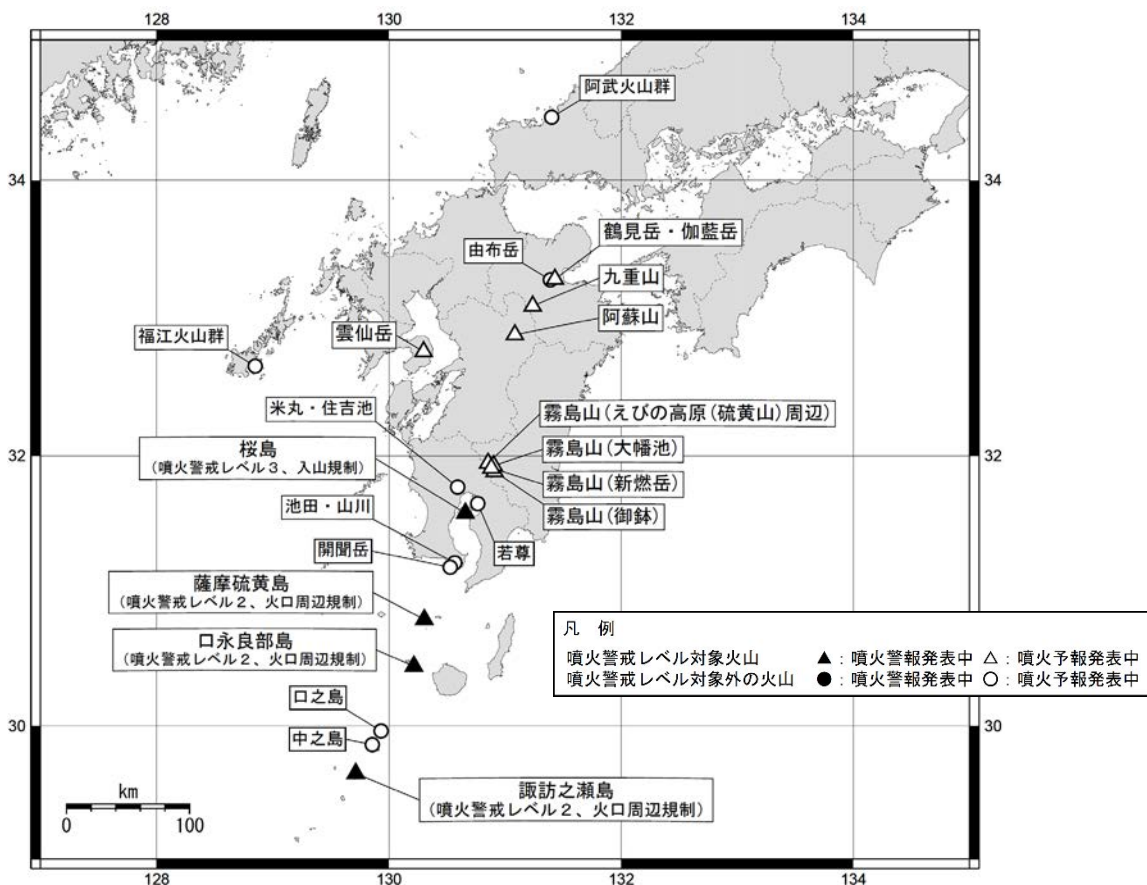 128
130
132
134
阿武火山群
34
34
鶴見岳・伽藍岳
由布岳
九重山
阿蘇山
雲仙岳
福江火山群
米丸・住吉池
霧島山(えびの高原(硫黄山)周辺)
32
32
桜島
(噴火警戒レベル3、入山規制)
霧島山(大幡池)
霧島山(新燃岳)
霧島山(御鉢)
池田・山川
開聞岳
若尊
薩摩硫黄島
(噴火警戒レベル2、火口周辺規制)
口永良部島
(噴火警戒レベル2、火口周辺規制)
凡 例
噴火警戒レベル対象火山 ▲:噴火警報発表中 △:噴火予報発表中
噴火警戒レベル対象外の火山 ●:噴火警報発表中 ○:噴火予報発表中
口之島
30
30
中之島
諏訪之瀬島
(噴火警戒レベル2、火口周辺規制)
km
0 100
128
130
132
134